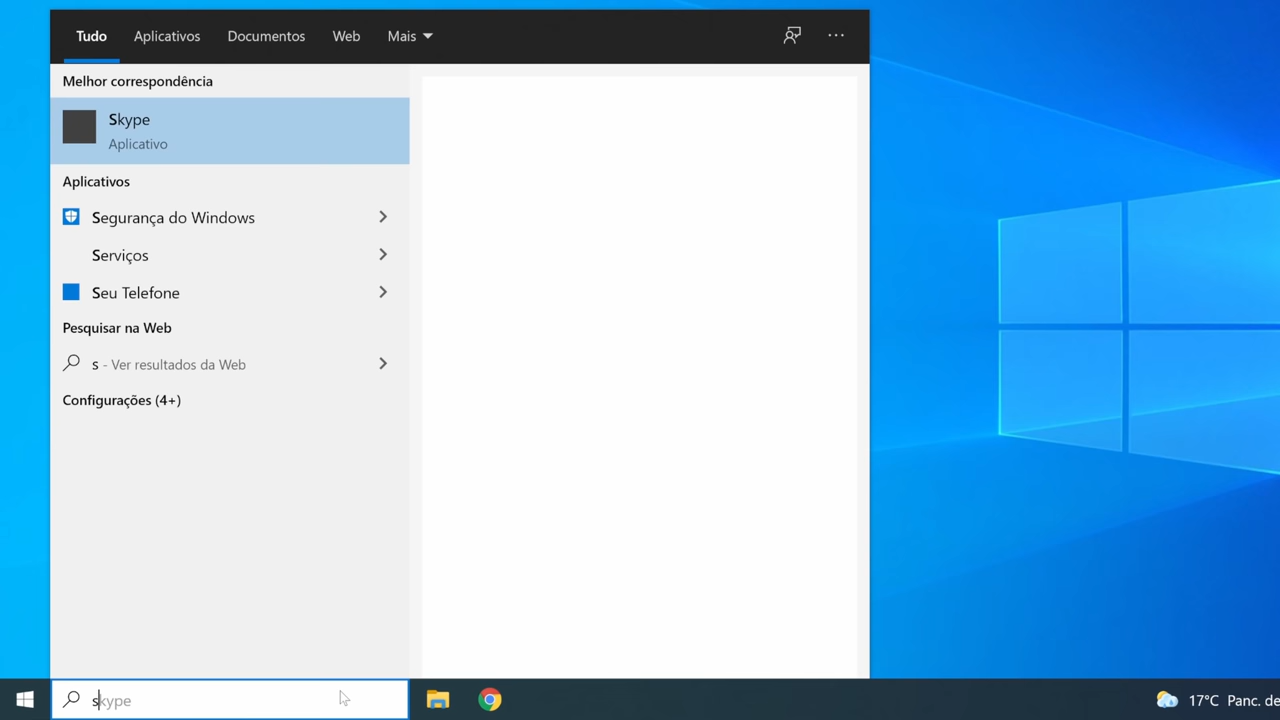 Tudo Aplicativos Documentos Web Mais
Melhor correspondência
Skype
Aplicativo
Aplicativos
Segurança do Windows
Serviços
Seu Telefone
Pesquisar na Web
s - Ver resultados da Web
Configurações (4+)
skype
17°C Panc. de